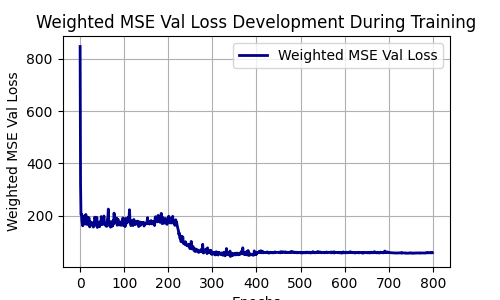 Weighted MSE Val Loss Development During Training
Weighted MSE Val Loss
Weighted MSE Val Loss
800
600
400
200
0 100 200 300 400 500 600 700 800
Epochs